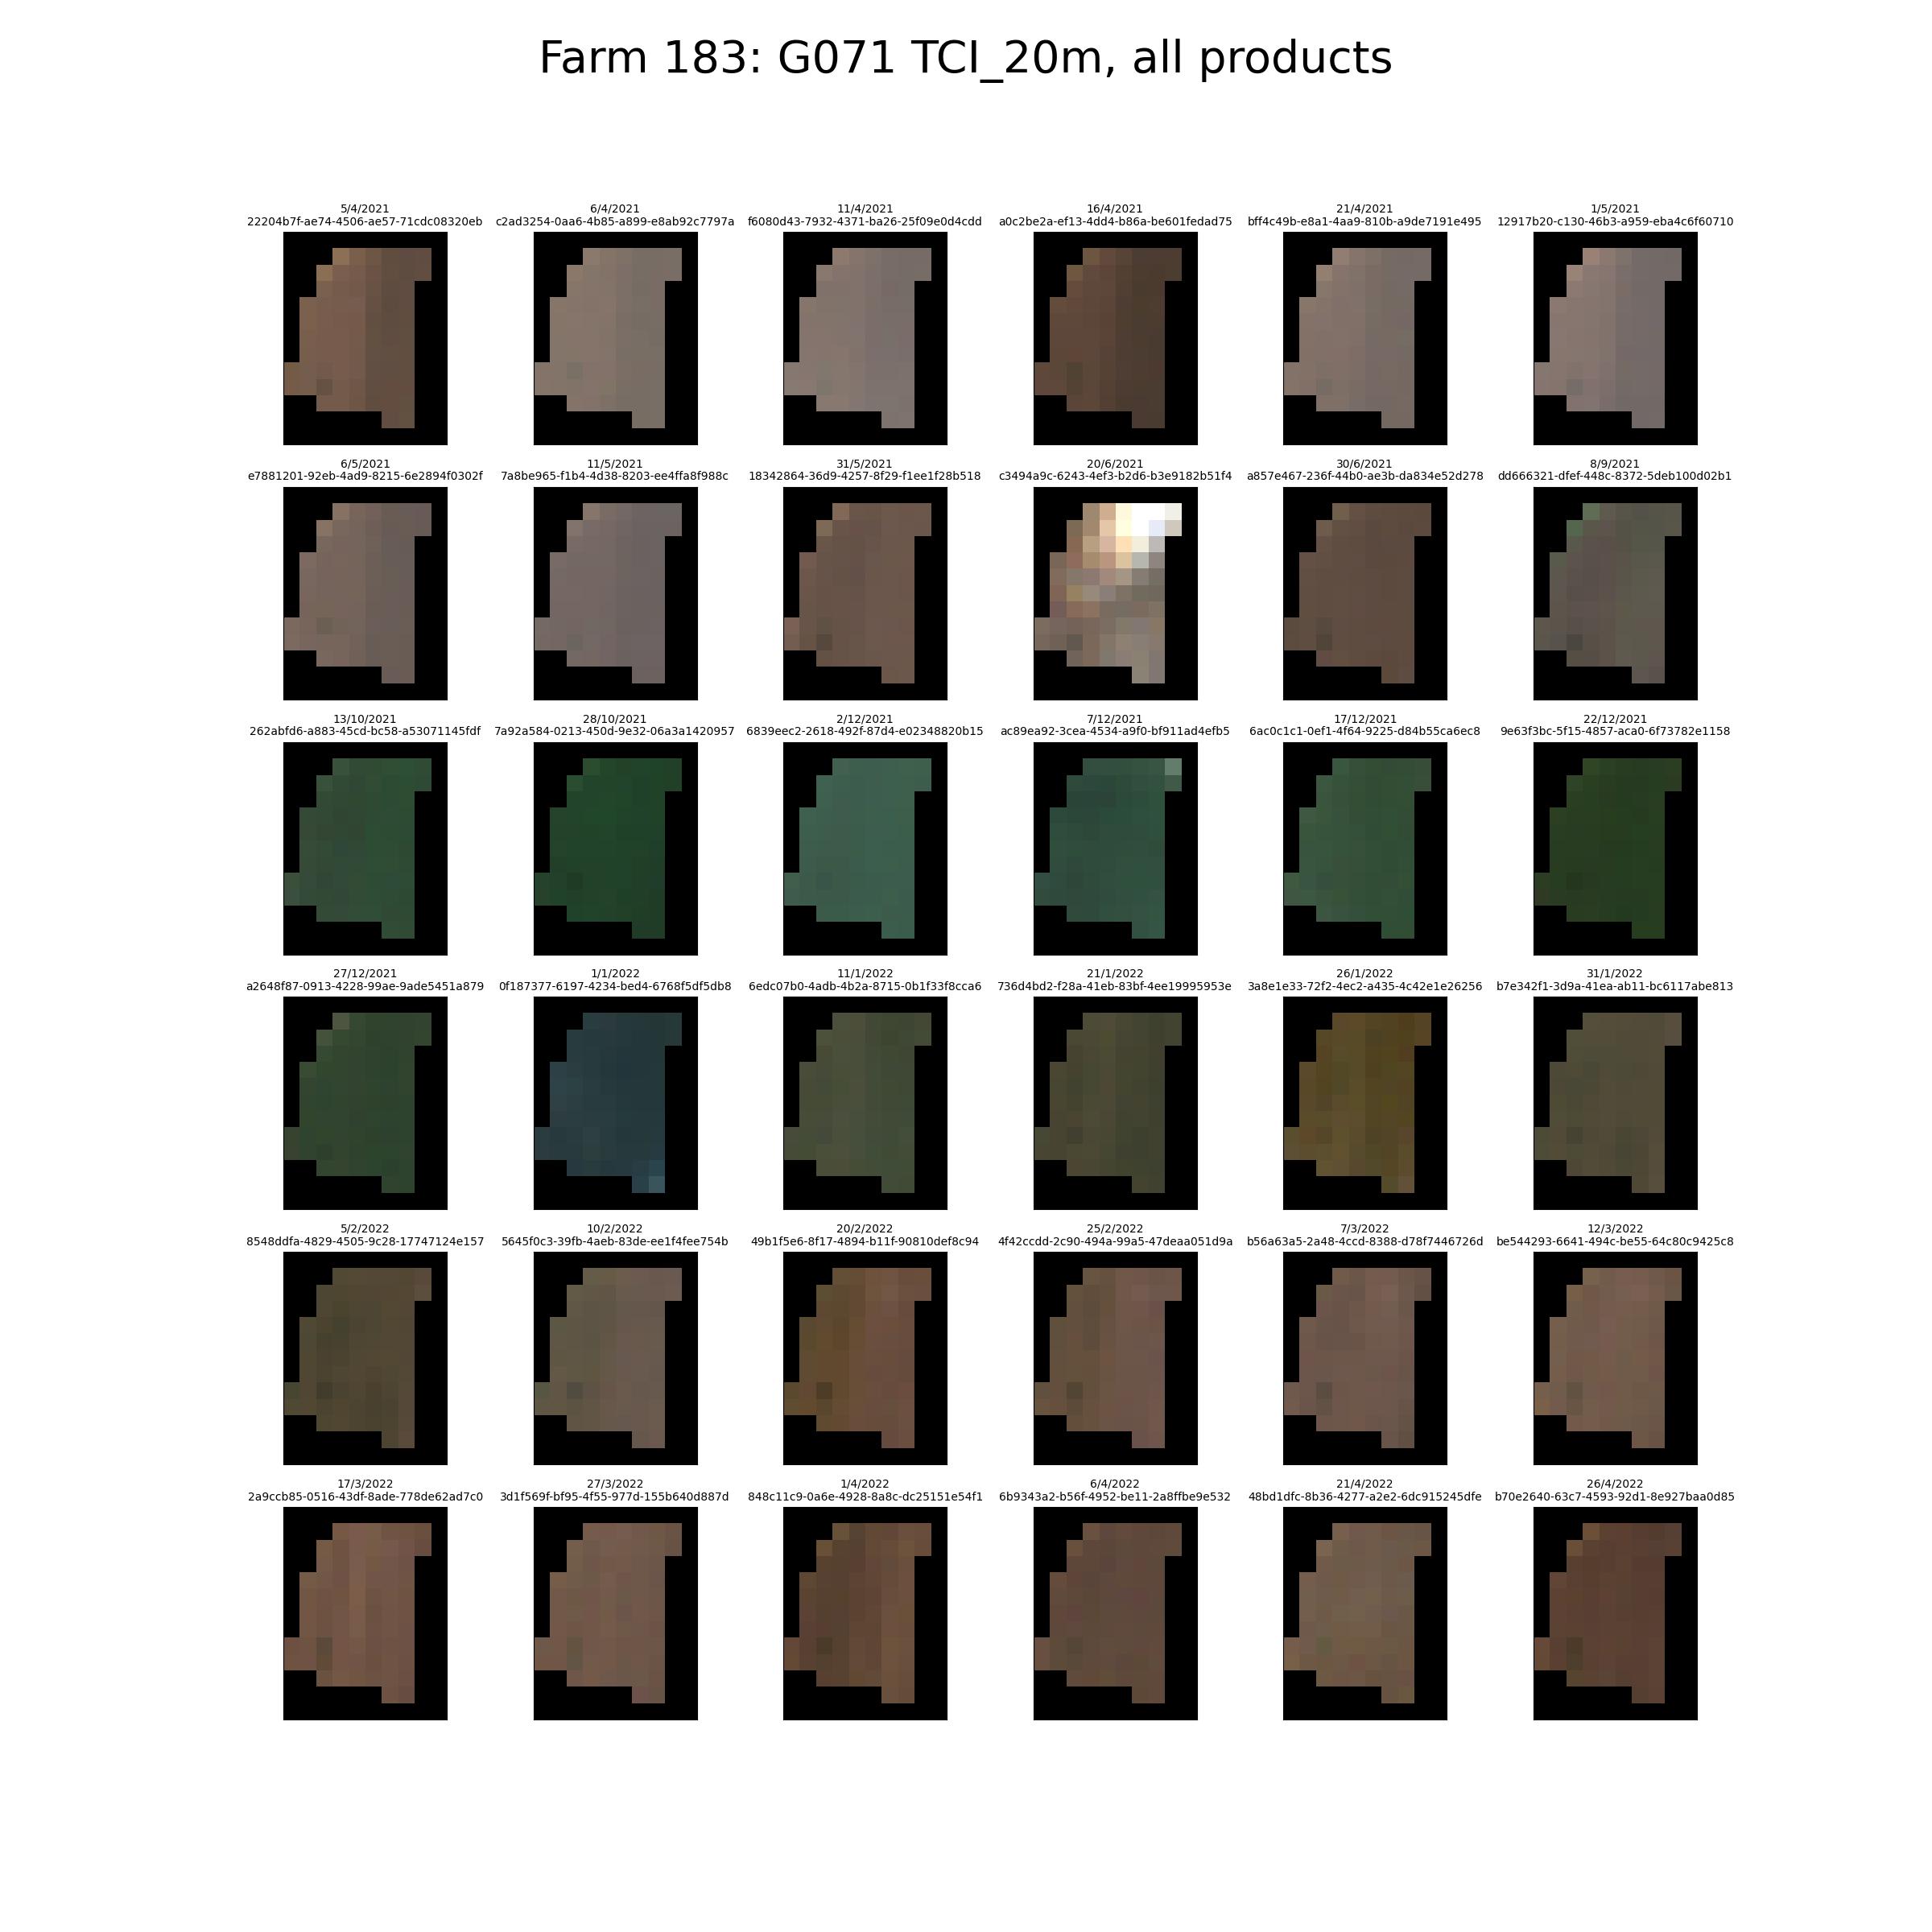 Farm 183: G071 TCI_20m, all products
5/4/2021 6/4/2021 11/4/2021 16/4/2021 21/4/2021 1/5/2021
22204b7f-ae74-4506-ae57-71cdc08320eb c2ad3254-0aa6-4b85-a899-e8ab92c7797a f6080d43-7932-4371-ba26-25f09e0d4cdd a0c2be2a-ef13-4dd4-b86a-be601fedad75 bff4c49b-e8a1-4aa9-810b-a9de7191e495 12917b20-c130-46b3-a959-eba4c6f60710
6/5/2021 11/5/2021 31/5/2021 20/6/2021 30/6/2021 8/9/2021
e7881201-92eb-4ad9-8215-6e2894f0302f 7a8be965-f1b4-4d38-8203-ee4ffa8f988c 18342864-36d9-4257-8f29-f1ee1f28b518 c3494a9c-6243-4ef3-b2d6-b3e9182b51f4 a857e467-236f-44b0-ae3b-da834e52d278 dd666321-dfef-448c-8372-5deb100d02b1
13/10/2021 28/10/2021 2/12/2021 7/12/2021 17/12/2021 22/12/2021
262abfd6-a883-45cd-bc58-a53071145fdf 7a92a584-0213-450d-9e32-06a3a1420957 6839eec2-2618-492f-87d4-e02348820b15 ac89ea92-3cea-4534-a9f0-bf911ad4efb5 6ac0c1c1-0ef1-4f64-9225-d84b55ca6ec8 9e63f3bc-5f15-4857-aca0-6f73782e1158
27/12/2021 1/1/2022 11/1/2022 21/1/2022 26/1/2022 31/1/2022
a2648f87-0913-4228-99ae-9ade5451a879 0f187377-6197-4234-bed4-6768f5df5db8 6edc07b0-4adb-4b2a-8715-0b1f33f8cca6 736d4bd2-f28a-41eb-83bf-4ee19995953e 3a8e1e33-72f2-4ec2-a435-4c42e1e26256 b7e342f1-3d9a-41ea-ab11-bc6117abe813
5/2/2022 10/2/2022 20/2/2022 25/2/2022 7/3/2022 12/3/2022
8548ddfa-4829-4505-9c28-17747124e157 5645f0c3-39fb-4aeb-83de-ee1f4fee754b 49b1f5e6-8f17-4894-b11f-90810def8c94 4f42ccdd-2c90-494a-99a5-47deaa051d9a b56a63a5-2a48-4ccd-8388-d78f7446726d be544293-6641-494c-be55-64c80c9425c8
17/3/2022 27/3/2022 1/4/2022 6/4/2022 21/4/2022 26/4/2022
2a9ccb85-0516-43df-8ade-778de62ad7c0 3d1f569f-bf95-4f55-977d-155b640d887d 848c11c9-0a6e-4928-8a8c-dc25151e54f1 6b9343a2-b56f-4952-be11-2a8ffbe9e532 48bd1dfc-8b36-4277-a2e2-6dc915245dfe b70e2640-63c7-4593-92d1-8e927baa0d85